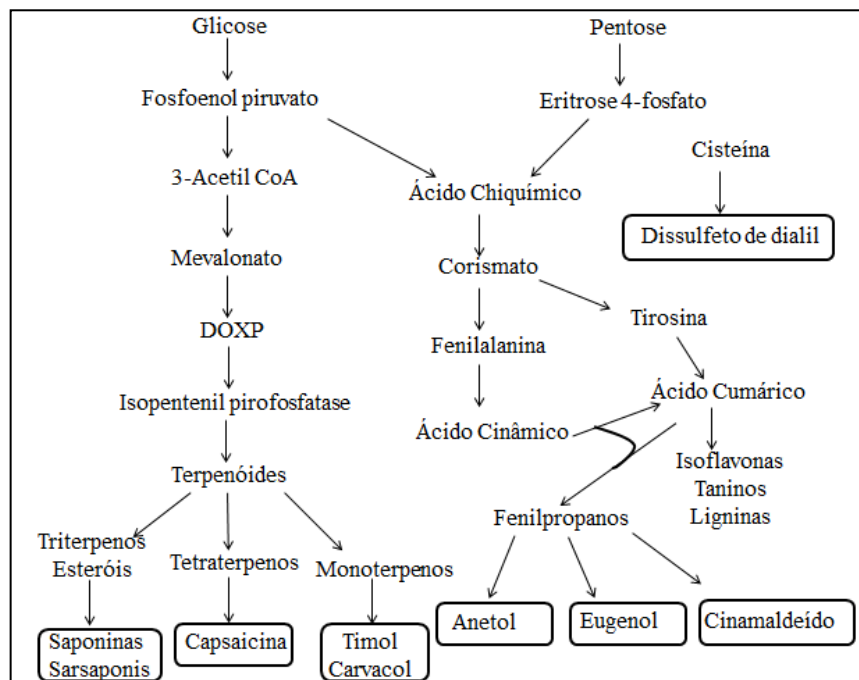 Glicose
Pentose
Fosfoenol piruvato
Eritrose 4-fosfato
Cisteína
3-Acetil CoA
Ácido Chiquímico
Dissulfeto de dialil
Mevalonato
Corismato
DOXP
Tirosina
Fenilalanina
Isopentenil pirofosfatase
Ácido Cumárico
Ácido Cinâmico
Isoflavonas
Taninos
Ligninas
Terpenóides
Fenilpropanos
Triterpenos
Esteróis
Tetraterpenos
Monoterpenos
Saponinas
Sarsaponis
Capsaicina
Timol
Carvacol
Anetol
Eugenol
Cinamaldeído